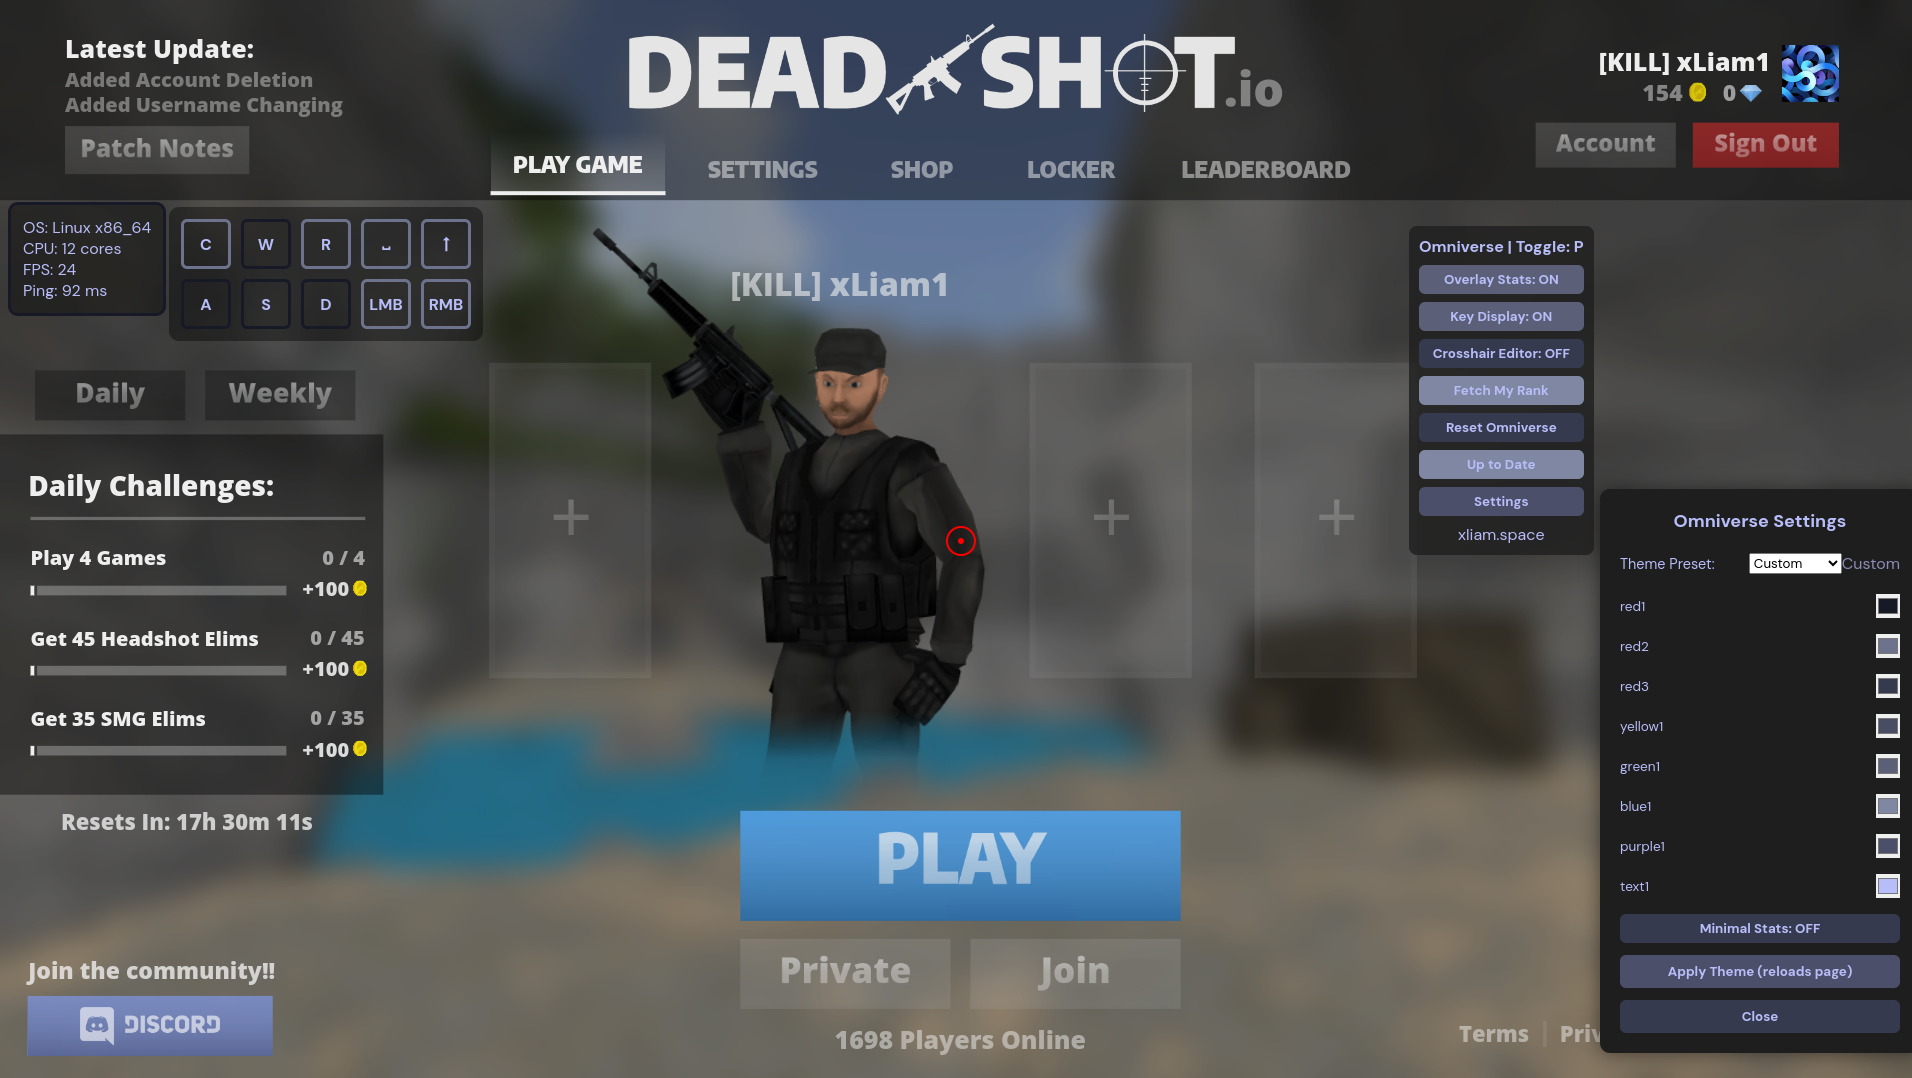 Latest Update:
Added Account Deletion
Added Username Changing
Patch Notes
DEADSHOT.io
[KILL] xLiam1
154 0
Account Sign Out
PLAY GAME SETTINGS SHOP LOCKER LEADERBOARD
OS: Linux x86_64
CPU: 12 cores
FPS: 24
Ping: 92 ms
C W R ⎵ ↑
A S D LMB RMB
[KILL] xLiam1
Daily Weekly
Daily Challenges:
Play 4 Games 0 / 4
+100
Get 45 Headshot Elims 0 / 45
+100
Get 35 SMG Elims 0 / 35
+100
Resets In: 17h 30m 11s
Join the community!!
DISCORD
+ + +
PLAY
Private Join
1698 Players Online
Omniverse | Toggle: P
Overlay Stats: ON
Key Display: ON
Crosshair Editor: OFF
Fetch My Rank
Reset Omniverse
Up to Date
Settings
xliam.space
Omniverse Settings
Theme Preset: Custom Custom
red1
red2
red3
yellow1
green1
blue1
purple1
text1
Minimal Stats: OFF
Apply Theme (reloads page)
Close
Terms | Priv